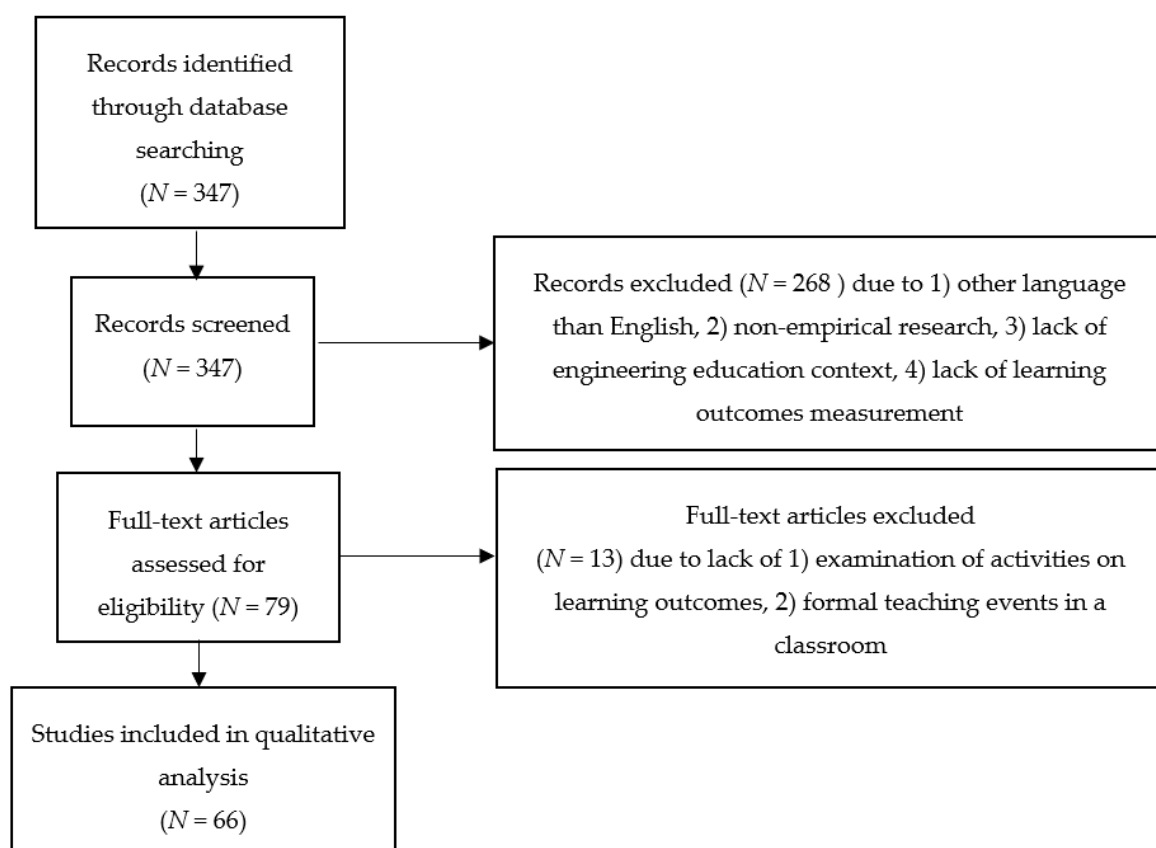 Records identified
through database
searching
(N = 347)
Records screened
(N = 347)
Records excluded (N = 268 ) due to 1) other language
than English, 2) non-empirical research, 3) lack of
engineering education context, 4) lack of learning
outcomes measurement
Full-text articles
assessed for
eligibility (N = 79)
Full-text articles excluded
(N = 13) due to lack of 1) examination of activities on
learning outcomes, 2) formal teaching events in a
classroom
Studies included in qualitative
analysis
(N = 66)